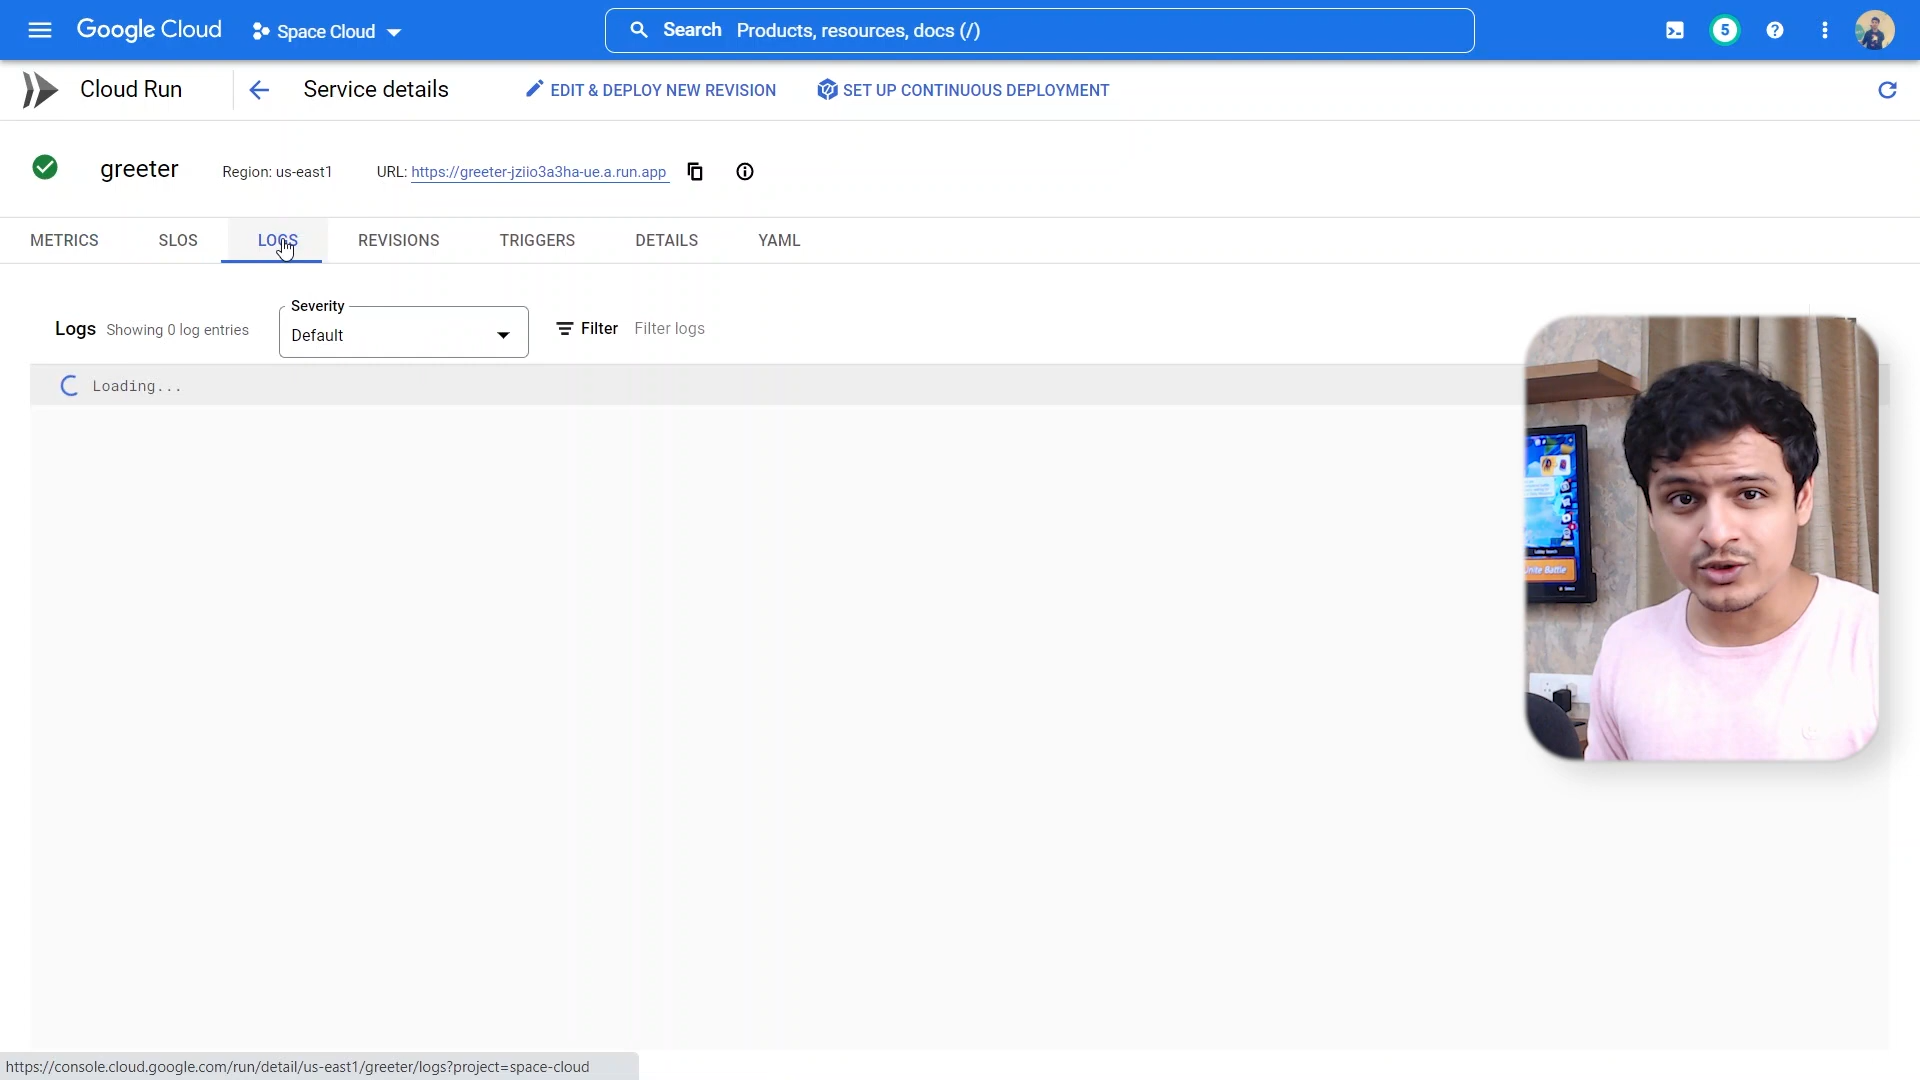 Google Cloud
Space Cloud
Search Products, resources, docs (/)
5
Cloud Run
Service details
EDIT & DEPLOY NEW REVISION
SET UP CONTINUOUS DEPLOYMENT
greeter
Region: us-east1
URL: https://greeter-jziio3a3ha-ue.a.run.app
METRICS
SLOS
LOGS
REVISIONS
TRIGGERS
DETAILS
YAML
Logs Showing 0 log entries
Severity
Default
Filter Filter logs
Loading...
Unite Battle
https://console.cloud.google.com/run/detail/us-east1/greeter/logs?project=space-cloud